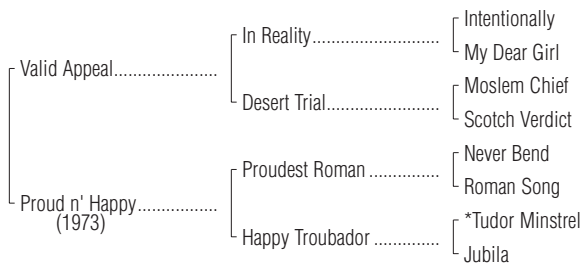 Intentionally
In Reality..............................
My Dear Girl
Valid Appeal........................
Moslem Chief
Desert Trial..........................
Scotch Verdict
Never Bend
Proudest Roman ................
Roman Song
Proud n' Happy..................
(1973)
*Tudor Minstrel
Happy Troubador ...............
Jubila